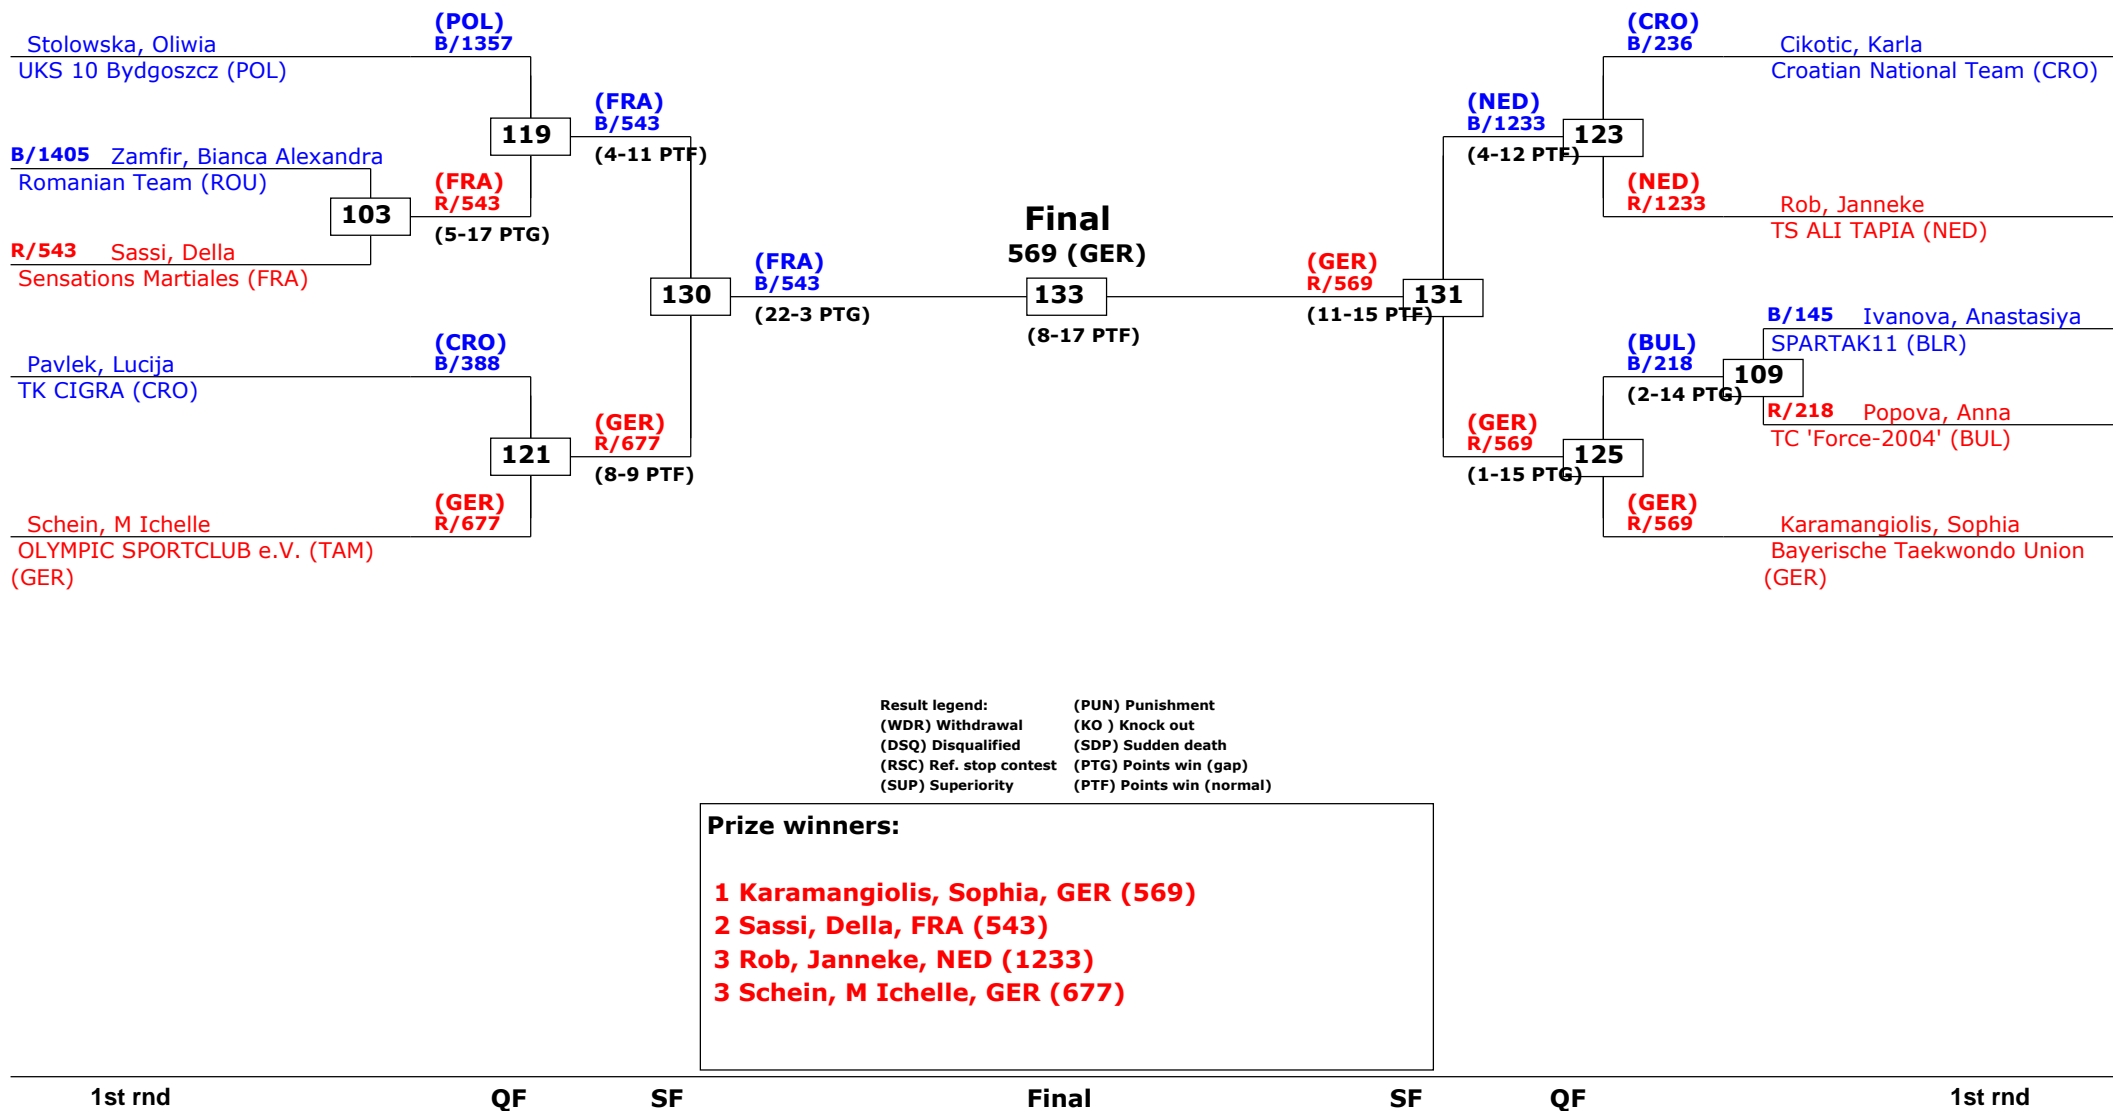 (POL)
B/1357
Stolowska, Oliwia
UKS 10 Bydgoszcz (POL)
119
(FRA)
B/543
(4-11 PTF)
B/1405 Zamfir, Bianca Alexandra
Romanian Team (ROU)
103
(FRA)
R/543
(5-17 PTG)
R/543 Sassi, Della
Sensations Martiales (FRA)
130
(FRA)
B/543
(22-3 PTG)
(CRO)
B/388
Pavlek, Lucija
TK CIGRA (CRO)
121
(GER)
R/677
(8-9 PTF)
(GER)
R/677
Schein, M Ichelle
OLYMPIC SPORTCLUB e.V. (TAM)
(GER)
Final
569 (GER)
133
(8-17 PTF)
(GER)
R/569
(11-15 PTF)
131
(NED)
B/1233
(4-12 PTF)
123
(CRO)
B/236
Cikotic, Karla
Croatian National Team (CRO)
(NED)
R/1233
Rob, Janneke
TS ALI TAPIA (NED)
B/145 Ivanova, Anastasiya
SPARTAK11 (BLR)
(BUL)
B/218
(2-14 PTG)
109
R/218 Popova, Anna
TC 'Force-2004' (BUL)
(GER)
R/569
(1-15 PTG)
125
(GER)
R/569
Karamangiolis, Sophia
Bayerische Taekwondo Union
(GER)
Result legend: (PUN) Punishment
(WDR) Withdrawal (KO ) Knock out
(DSQ) Disqualified (SDP) Sudden death
(RSC) Ref. stop contest (PTG) Points win (gap)
(SUP) Superiority (PTF) Points win (normal)
Prize winners:
1 Karamangiolis, Sophia, GER (569)
2 Sassi, Della, FRA (543)
3 Rob, Janneke, NED (1233)
3 Schein, M Ichelle, GER (677)
1st rnd QF SF Final SF QF 1st rnd